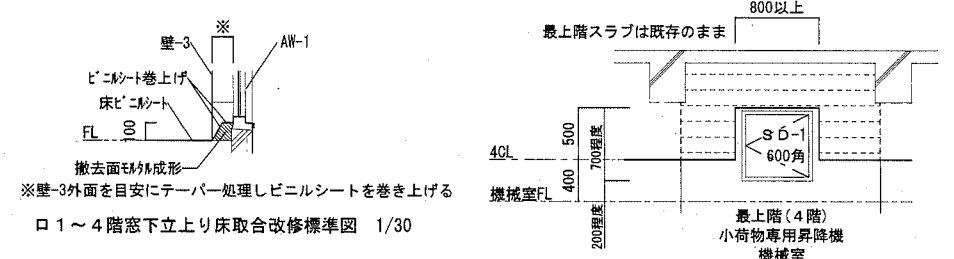 ※
壁-3
AW-1
ビニルシート巻上げ
床ビニルシート
FL
100
撤去面モルタル成形
※壁-3外面を目安にテーパー処理しビニルシートを巻き上げる
ロ1～4階窓下立上り床取合改修標準図 1/30
800以上
最上階スラブは既存のまま
SD-1
600角
500
700程度
4CL
400
機械室FL
200程度
最上階(4階)
小荷物専用昇降機
機械室